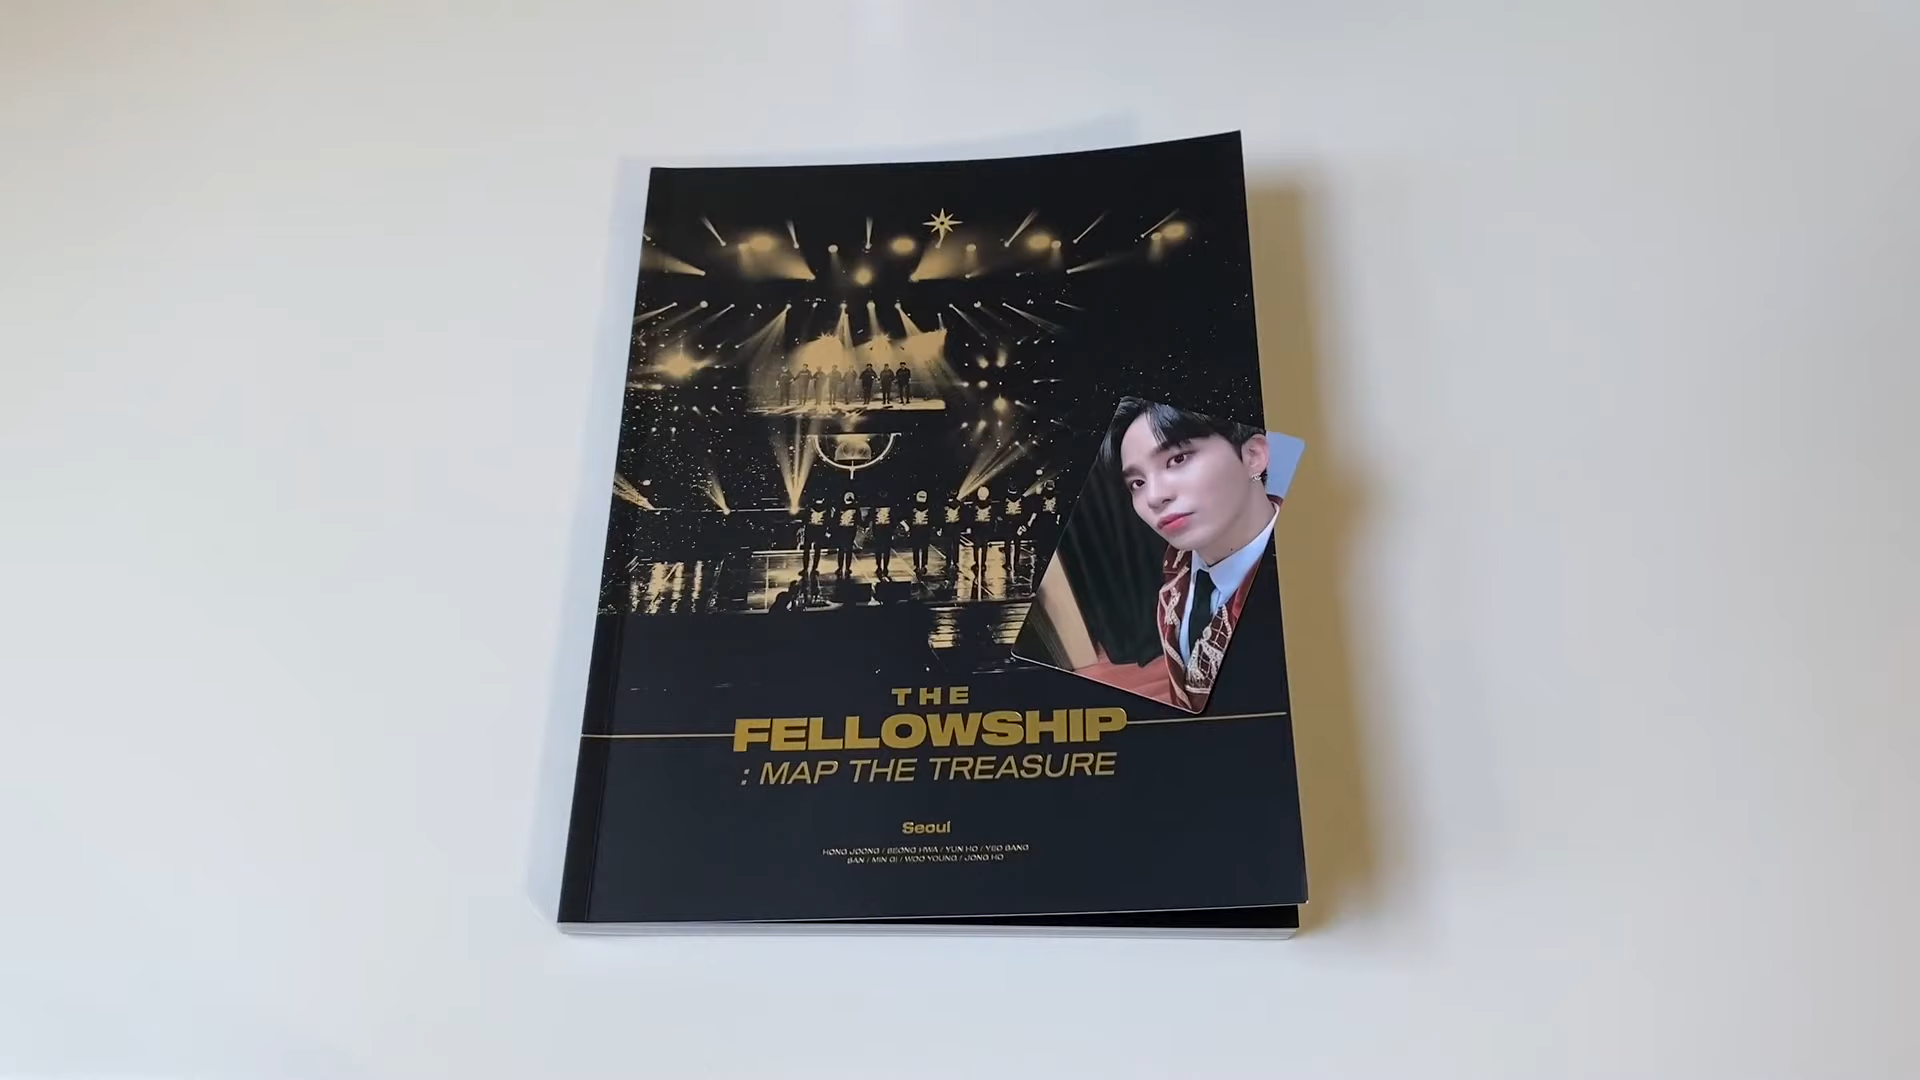 THE
FELLOWSHIP
: MAP THE TREASURE
Seoul
HONG JOONG / SEONG HWA / YUN HO / YEO SANG
SAN / MIN GI / WOO YOUNG / JONG HO